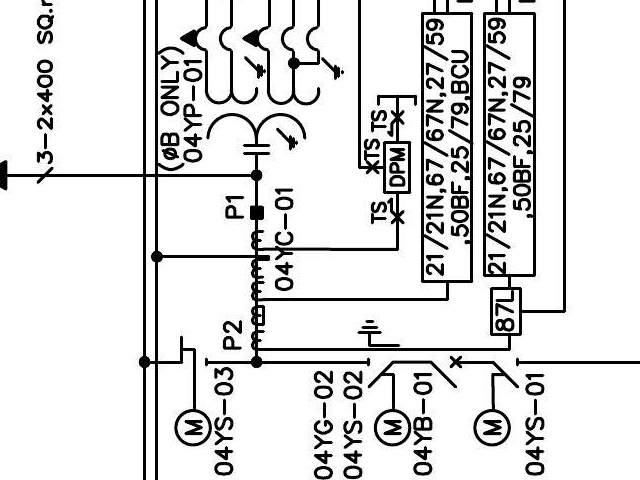 3-2x400 SQ.
(ØB ONLY)
04YP-01
P1
04YC-01
P2
TS
TS
DPM
TS
21/21N,67/67N,27/59
,50BF,25/79,BCU
21/21N,67/67N,27/59
,50BF,25/79
87L
M
04YS-03
04YG-02
04YS-02
M
04YB-01
M
04YS-01